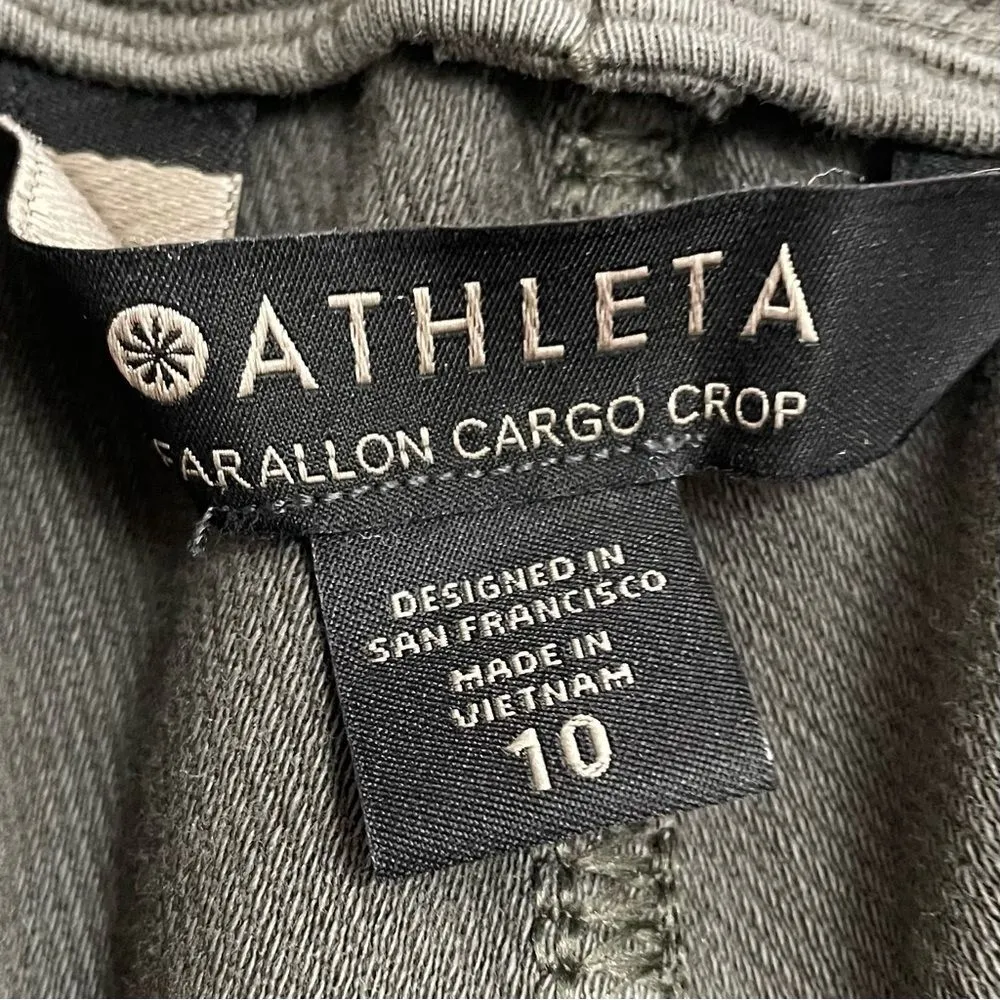 ATHLETA
FARALLON CARGO CROP
DESIGNED IN
SAN FRANCISCO
MADE IN
VIETNAM
10